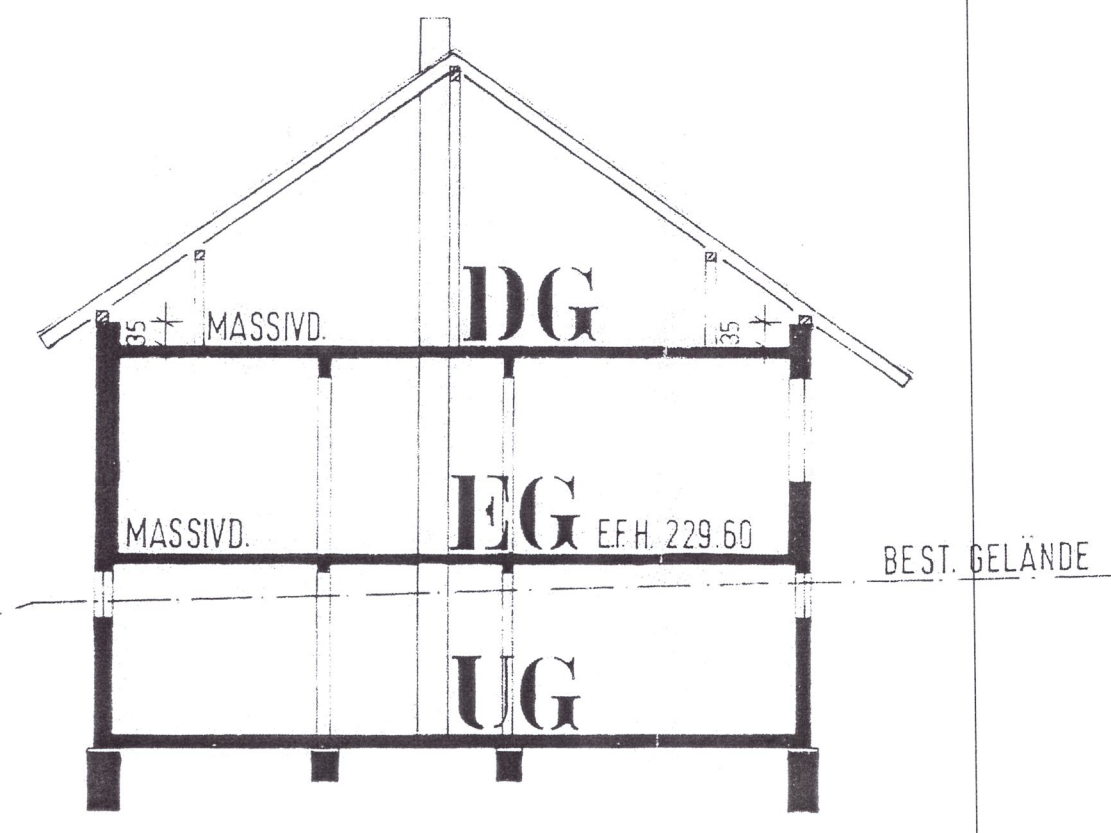 DG
35
MASSIVD.
35
EG
MASSIVD.
E.F.H. 229.60
BEST. GELÄNDE
UG